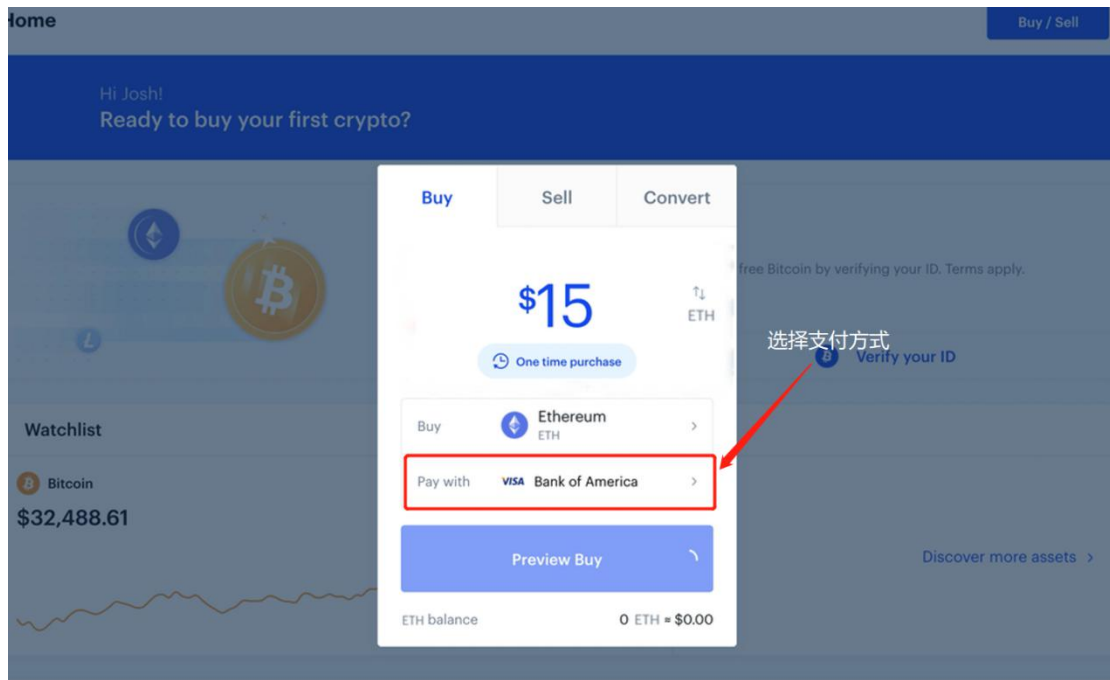 Home
Buy / Sell
Hi Josh!
Ready to buy your first crypto?
Buy
Sell
Convert
free Bitcoin by verifying your ID. Terms apply.
$15
ETH
One time purchase
选择支付方式
Verify your ID
Buy
Ethereum
ETH
Watchlist
Pay with
VISA Bank of America
Bitcoin
$32,488.61
Preview Buy
Discover more assets
ETH balance
0 ETH ≈ $0.00